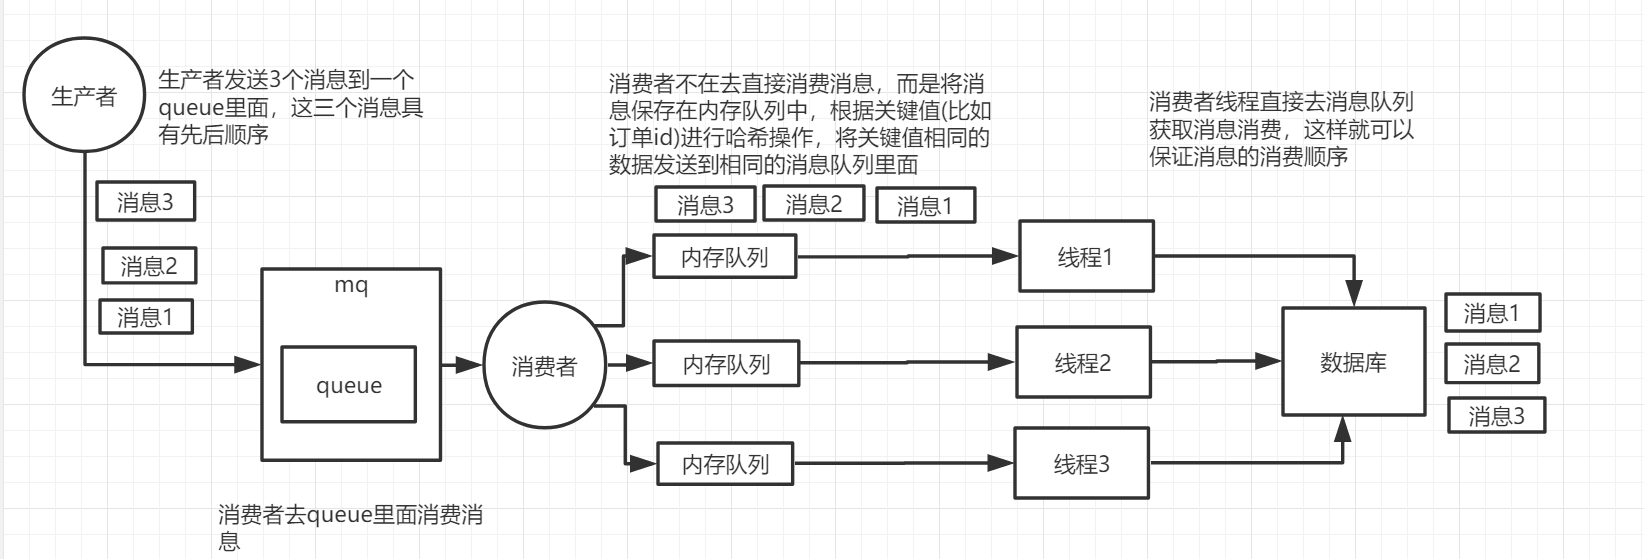 生产者
生产者发送3个消息到一个
queue里面，这三个消息具
有先后顺序
消息3
消息2
消息1
mq
queue
消费者去queue里面消费消
息
消费者
消费者不在去直接消费消息，而是将消
息保存在内存队列中，根据关键值(比如
订单id)进行哈希操作，将关键值相同的
数据发送到相同的消息队列里面
消息3
消息2
消息1
内存队列
内存队列
内存队列
消费者线程直接去消息队列
获取消息消费，这样就可以
保证消息的消费顺序
线程1
线程2
线程3
数据库
消息1
消息2
消息3